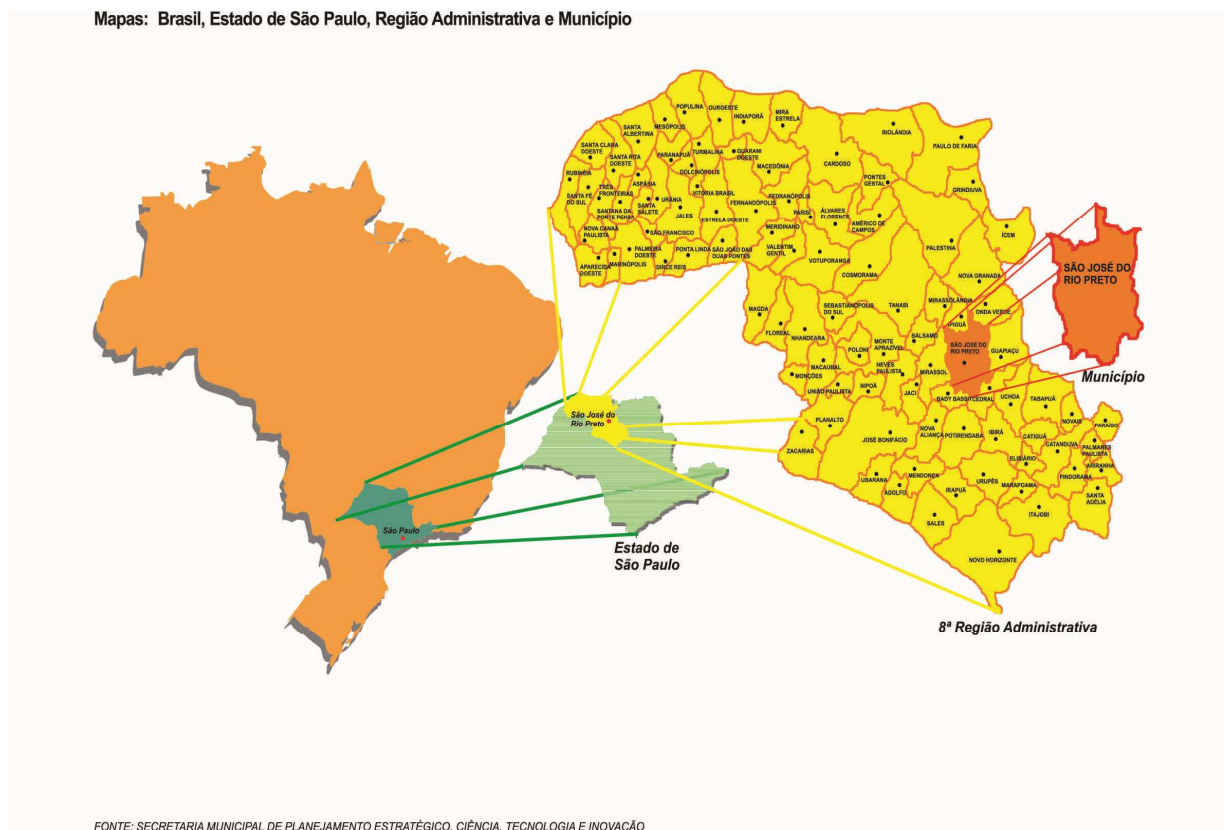 Mapas: Brasil, Estado de São Paulo, Região Administrativa e Município
POPULINA
OUROESTE
MESÓPOLIS
INDIAPORÃ
MIRA
ESTRELA
SANTA
ALBERTINA
RIOLÂNDIA
PAULO DE FARIA
SANTA CLARA
DOESTE
SANTA RITA
DOESTE
PARANAPUÃ
TURMALINA
GUARANI
DOESTE
DOLCINÓPOLIS
MACEDÔNIA
CARDOSO
PONTES
GESTAL
ORINDIUVA
RUBINÉIA
SANTA FÉ
DO SUL
TRÊS
FRONTEIRAS
ASPÁSIA
SANTANA DA
SANTA
SALETE
URÂNIA
JALES
VITÓRIA BRASIL
ESTRELA DOESTE
FERNANDÓPOLIS
PEDRANÓPOLIS
PARISI
ÁLVARES
AMÉRICO DE
CAMPOS
ÍCEM
NOVA CANAÃ
PAULISTA
SÃO FRANCISCO
MERIDIANO
VALENTIM
GENTIL
VOTUPORANGA
PALESTINA
APARECIDA
DOESTE
MARINÓPOLIS
PALMEIRA
DOESTE
DIRCE REIS
PONTA LINDA
SÃO JOÃO DAS
DUAS PONTES
COSMORAMA
NOVA GRANADA
SÃO JOSÉ DO
RIO PRETO
MAGDA
FLOREAL
NHANDEARA
SEBASTIANÓPOLIS
DO SUL
TANABI
MIRASSOLÂNDIA
IPIGUÁ
ONDA VERDE
BÁLSAMO
MONTE
APRAZÍVEL
POLONI
SÃO JOSÉ DO
RIO PRETO
GUAPIAÇU
MACAUBAL
MONÇÕES
NEVES
PAULISTA
MIRASSOL
UNIÃO PAULISTA
NIPOÃ
JACI
BADY BASSITT
CEDRAL
UCHOA
TABAPUÃ
Município
São José do
Rio Preto
PLANALTO
ZACARIAS
JOSÉ BONIFÁCIO
NOVA
ALIANÇA
POTIRENDABA
IBIRÁ
CATIGUÁ
NOVAIS
PARAÍSO
CATANDUVA
PALMARES
PAULISTA
ELISIÁRIO
UBARANA
ADOLFO
MENDONÇA
IRAPUÃ
URUPÊS
MARAPOAMA
PINDORAMA
ARIRANHA
SANTA
ADÉLIA
SALES
ITAJOBI
NOVO HORIZONTE
São Paulo
Estado de
São Paulo
8ª Região Administrativa
FONTE: SECRETARIA MUNICIPAL DE PLANEJAMENTO ESTRATÉGICO, CIÊNCIA, TECNOLOGIA E INOVAÇÃO